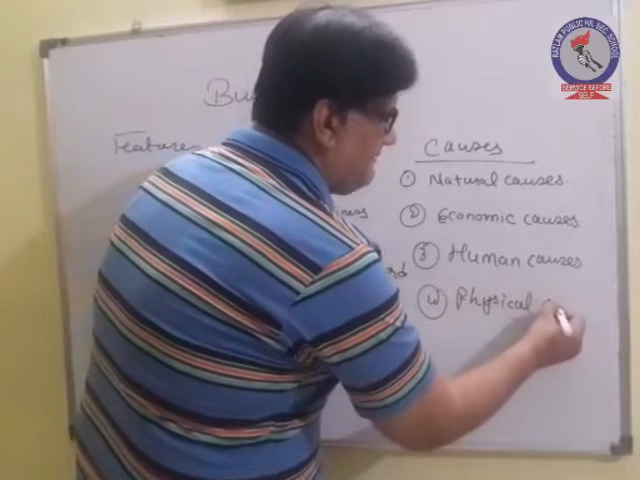 Bu
Features
Causes
① Natural causes.
② Economic causes
③ Human causes
④ Physical
iness
RATLAM PUBLIC HR. SEC. SCHOOL
SERVICE BEFORE
SELF